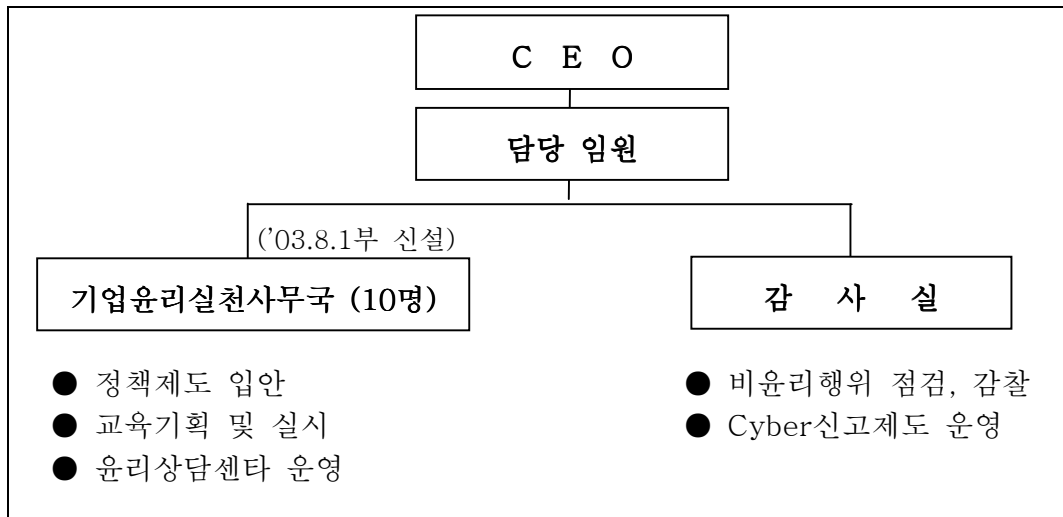 C E O
담당 임원
('03.8.1부 신설)
기업윤리실천사무국 (10명)
감 사 실
● 정책제도 입안
● 교육기획 및 실시
● 윤리상담센타 운영
● 비윤리행위 점검, 감찰
● Cyber신고제도 운영